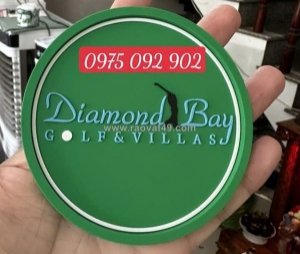 0975 092 902
Diamond Bay
www.raovat49.com
GOLF & VILLAS